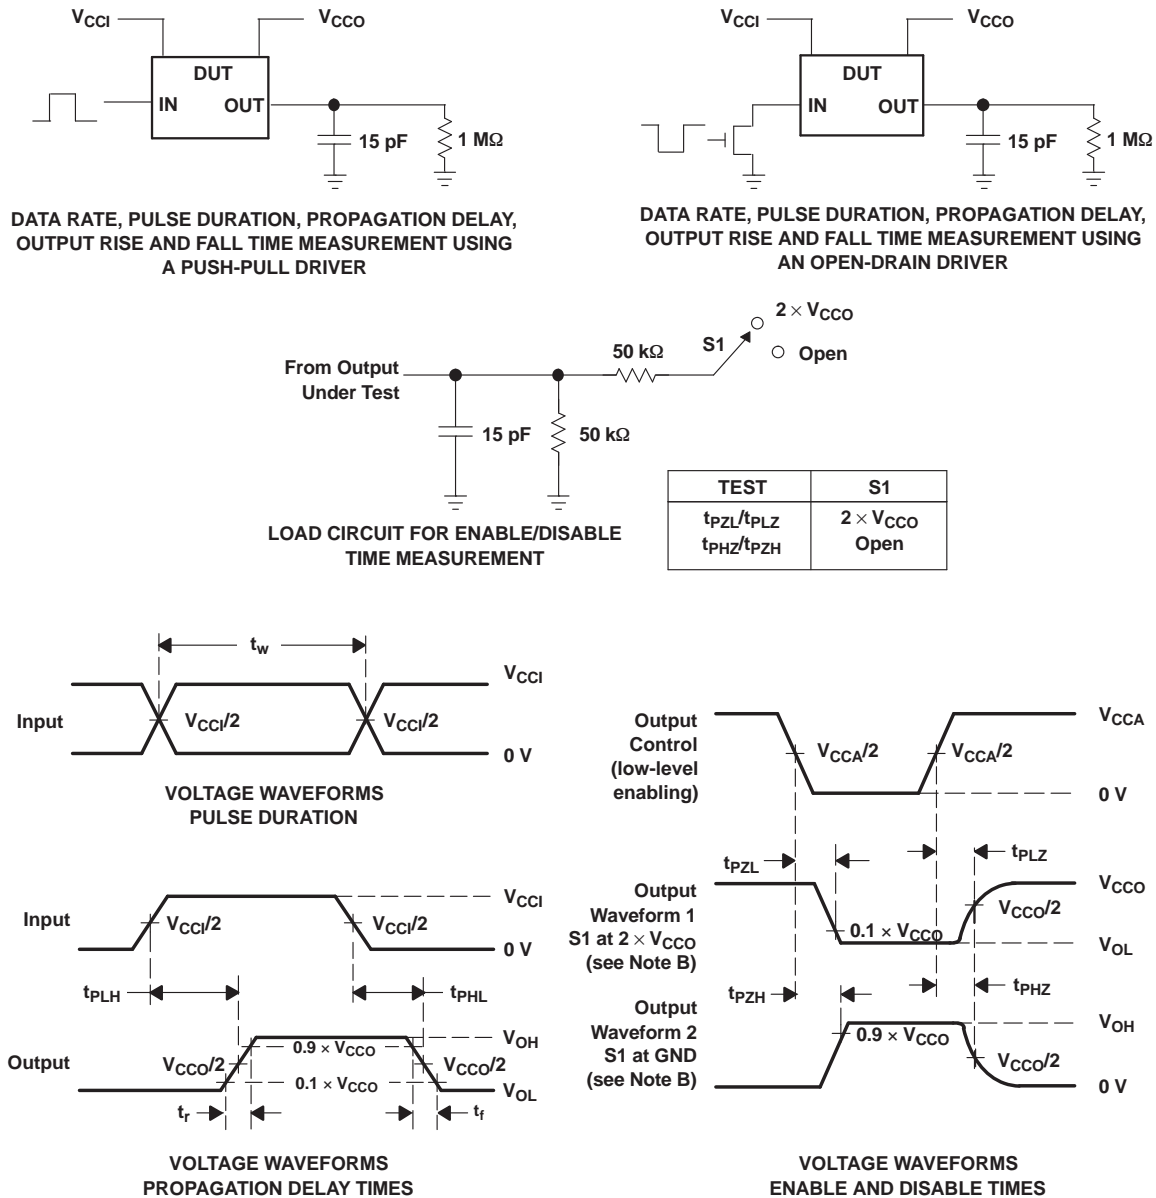 VCCI
VCCO
DUT
IN
OUT
15 pF
1 MΩ
DATA RATE, PULSE DURATION, PROPAGATION DELAY,
OUTPUT RISE AND FALL TIME MEASUREMENT USING
A PUSH-PULL DRIVER
VCCI
VCCO
DUT
IN
OUT
15 pF
1 MΩ
DATA RATE, PULSE DURATION, PROPAGATION DELAY,
OUTPUT RISE AND FALL TIME MEASUREMENT USING
AN OPEN-DRAIN DRIVER
From Output
Under Test
15 pF
50 kΩ
50 kΩ
S1
2 × VCCO
Open
LOAD CIRCUIT FOR ENABLE/DISABLE
TIME MEASUREMENT
TEST S1
tPZL/tPLZ 2 × VCCO
tPHZ/tPZH Open
tw
Input
VCCI/2
VCCI/2
VCCI
0 V
VOLTAGE WAVEFORMS
PULSE DURATION
Input
VCCI/2
VCCI/2
VCCI
0 V
tPLH
tPHL
Output
VCCO/2
0.9 × VCCO
0.1 × VCCO
VCCO/2
VOH
VOL
tr
tf
VOLTAGE WAVEFORMS
PROPAGATION DELAY TIMES
Output
Control
(low-level
enabling)
VCCA/2
VCCA/2
VCCA
0 V
tPZL
tPLZ
Output
Waveform 1
S1 at 2 × VCCO
(see Note B)
0.1 × VCCO
VCCO/2
VCCO
VOL
tPZH
tPHZ
Output
Waveform 2
S1 at GND
(see Note B)
0.9 × VCCO
VCCO/2
VOH
0 V
VOLTAGE WAVEFORMS
ENABLE AND DISABLE TIMES